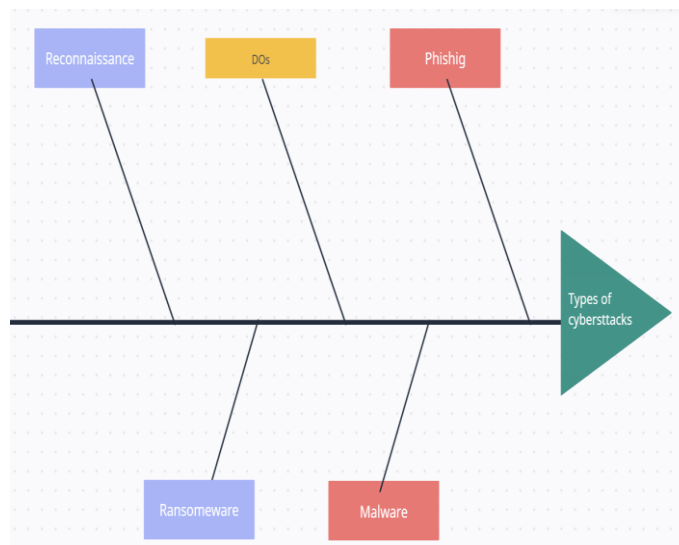 Reconnaissance
DOs
Phishig
Types of
cybersttacks
Ransomeware
Malware